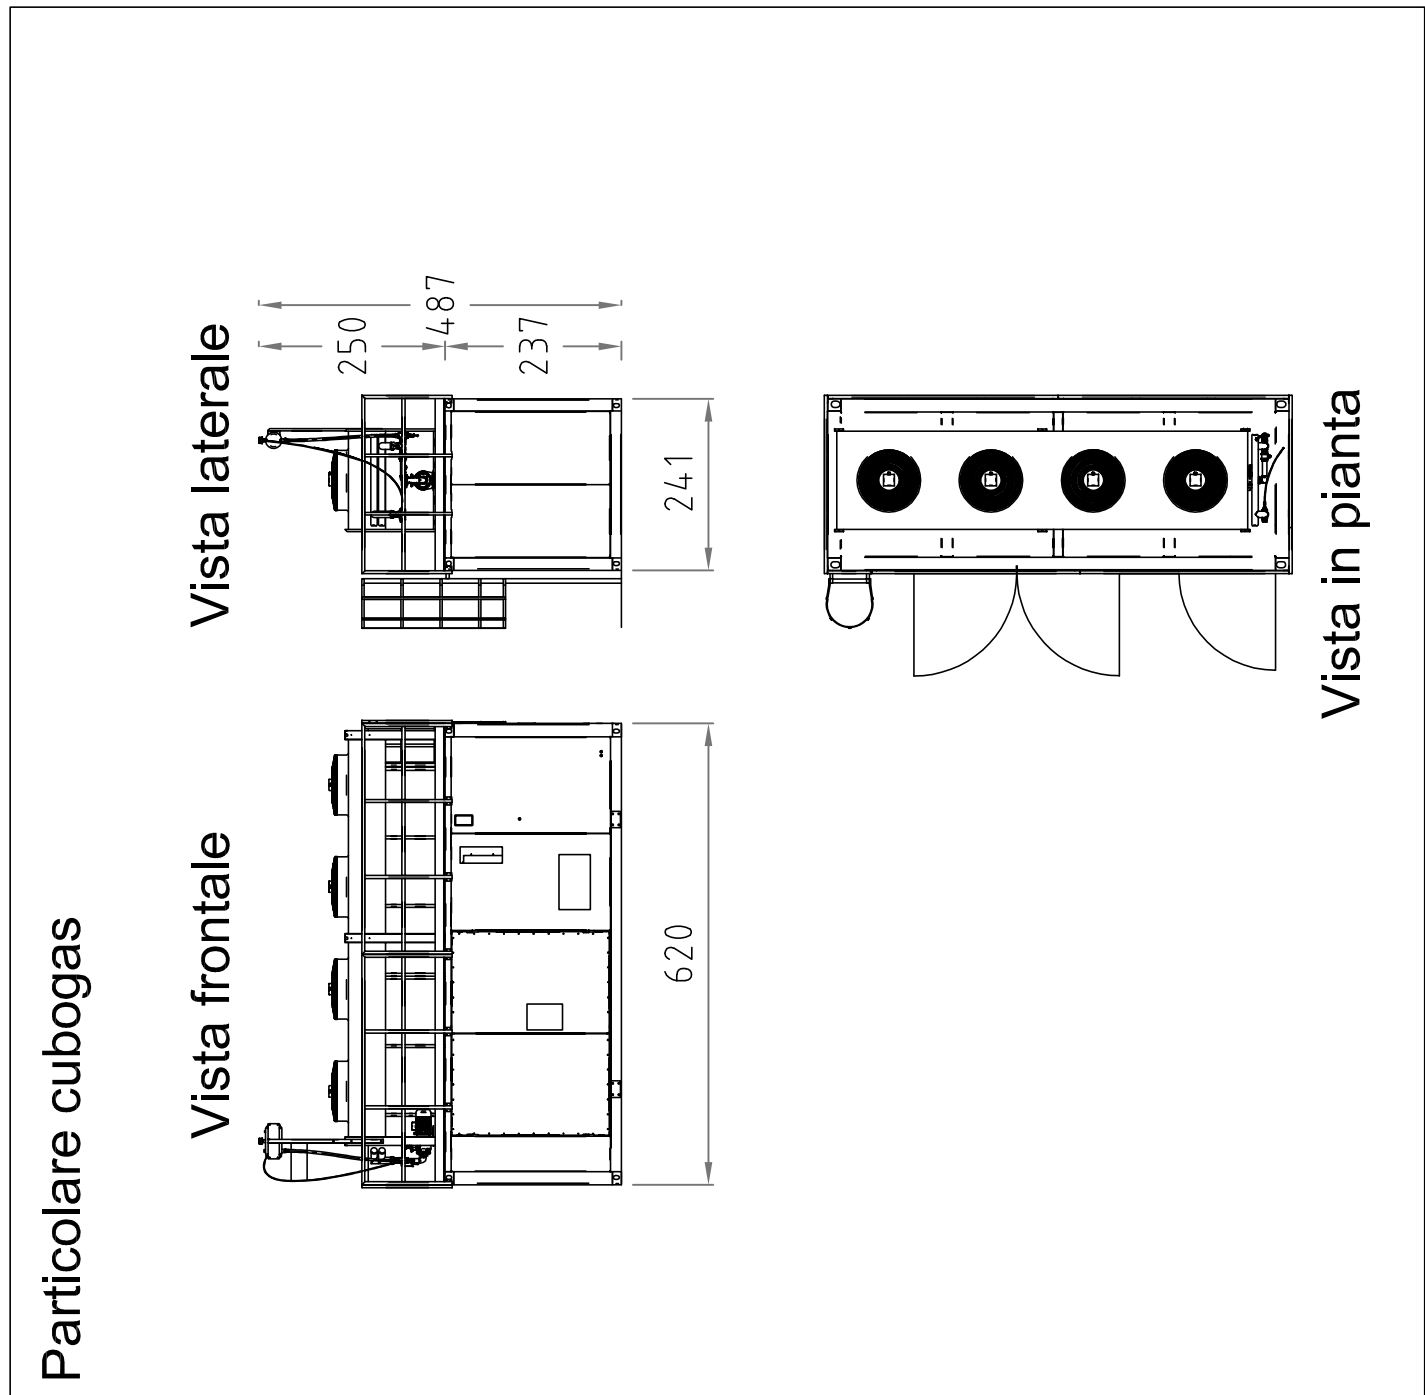 Particolare cubogas
Vista frontale
Vista laterale
250
487
237
620
241
Vista in pianta